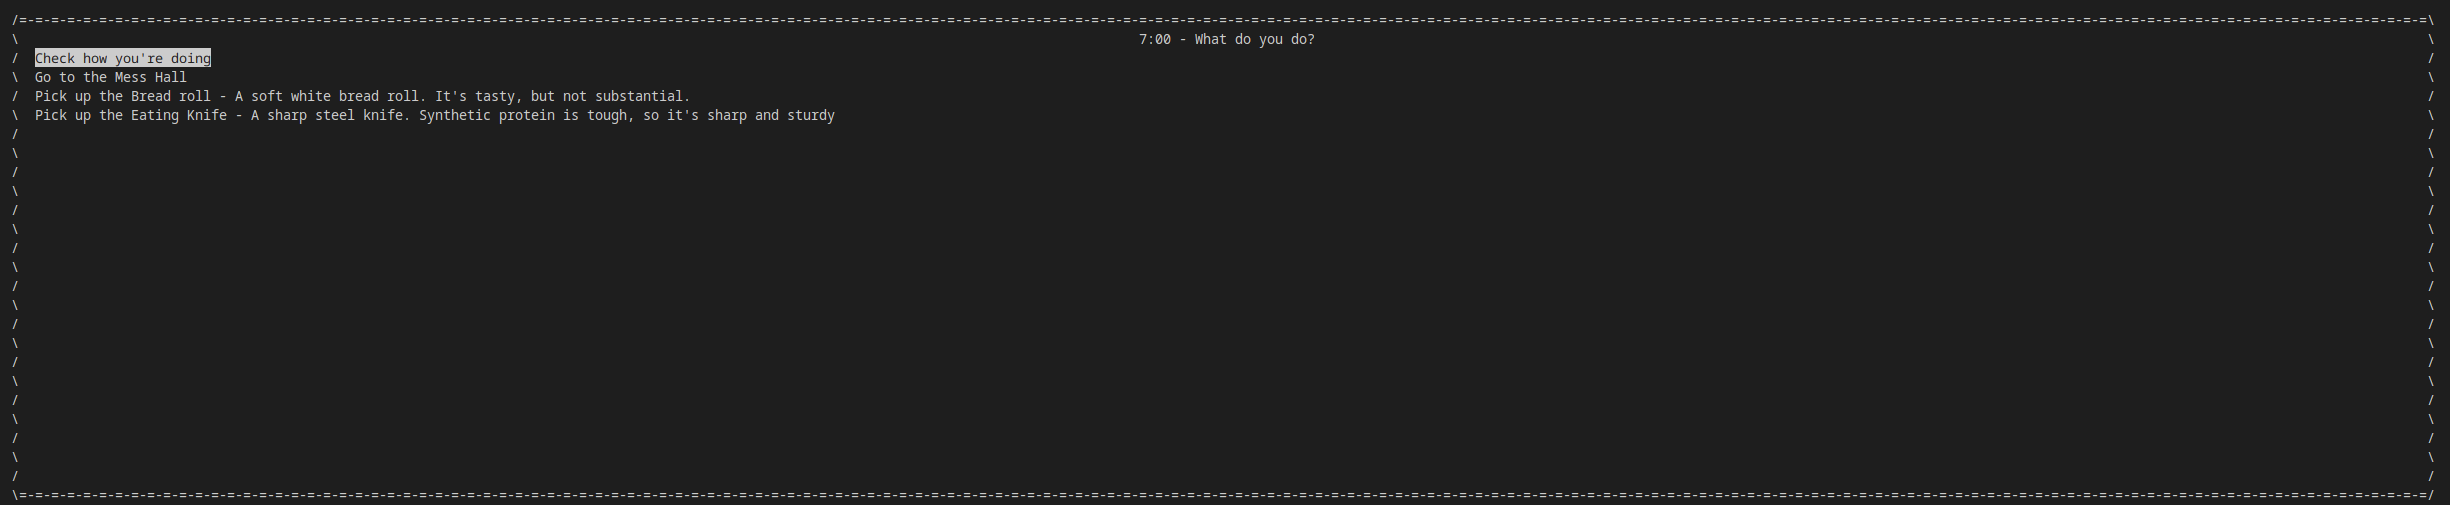 7:00 - What do you do?
Check how you're doing
Go to the Mess Hall
Pick up the Bread roll - A soft white bread roll. It's tasty, but not substantial.
Pick up the Eating Knife - A sharp steel knife. Synthetic protein is tough, so it's sharp and sturdy